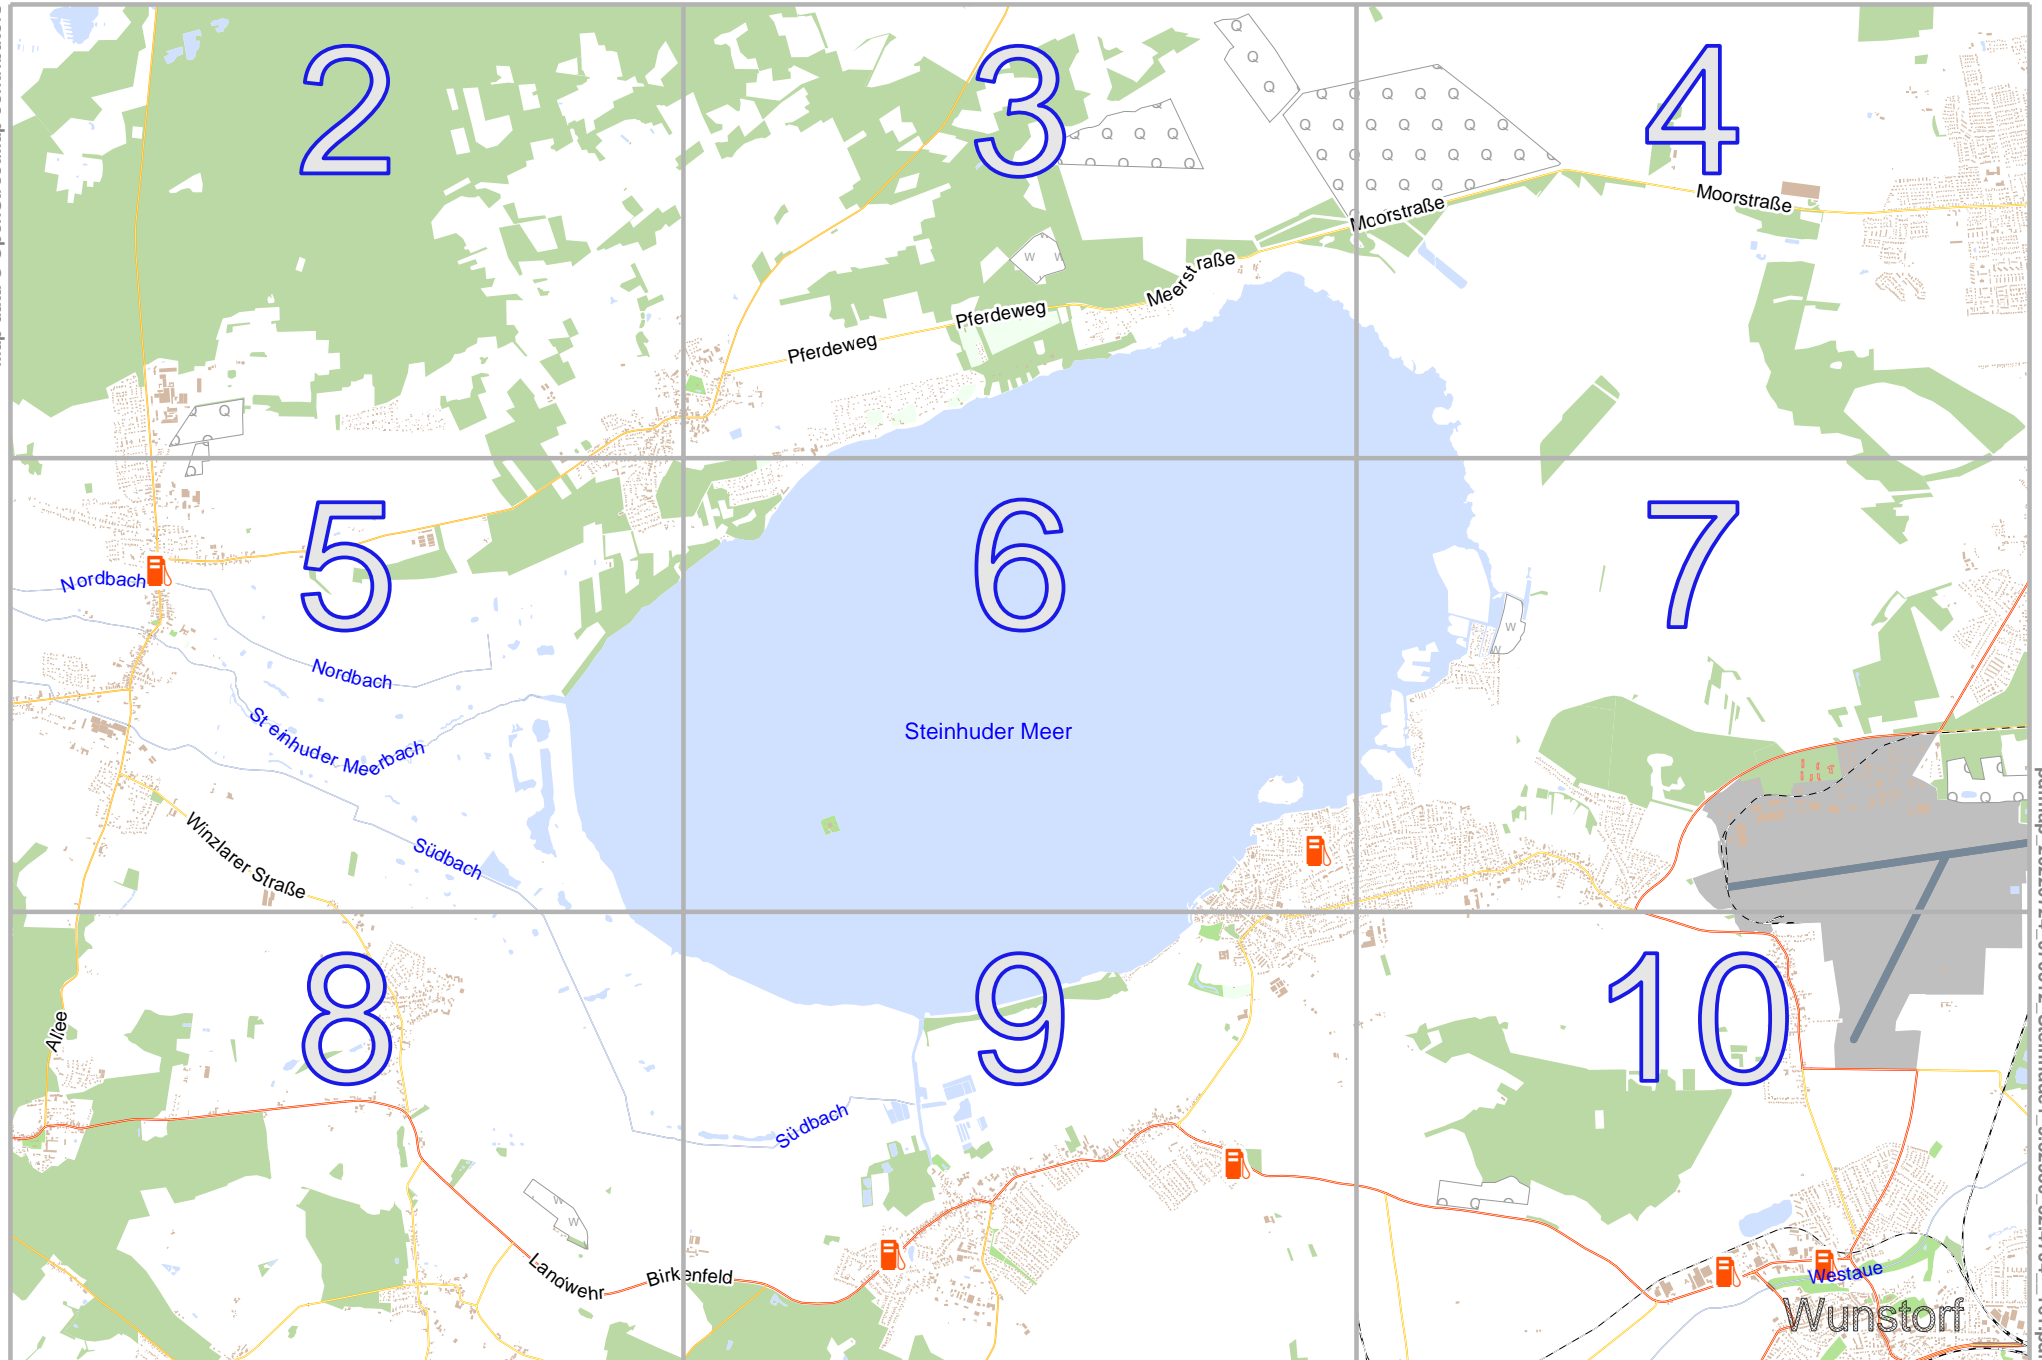 2
3
4
Moorstraße
Moorstraße
Meerstraße
Pferdeweg
Pferdeweg
5
6
7
Nordbach
Nordbach
Steinhuder Meerbach
Steinhuder Meer
Winzlarer Straße
Südbach
8
9
10
Allee
Südbach
Landwehr
Birkenfeld
Westaue
Wunstorf